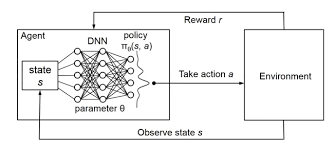 Reward r
Agent
DNN
policy
πθ(s, a)
state
s
parameter θ
Take action a
Environment
Observe state s